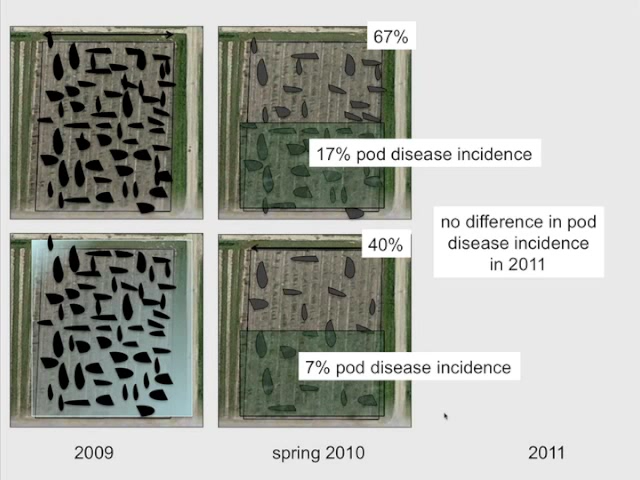 67%
17% pod disease incidence
no difference in pod
disease incidence
in 2011
40%
7% pod disease incidence
2009
spring 2010
2011